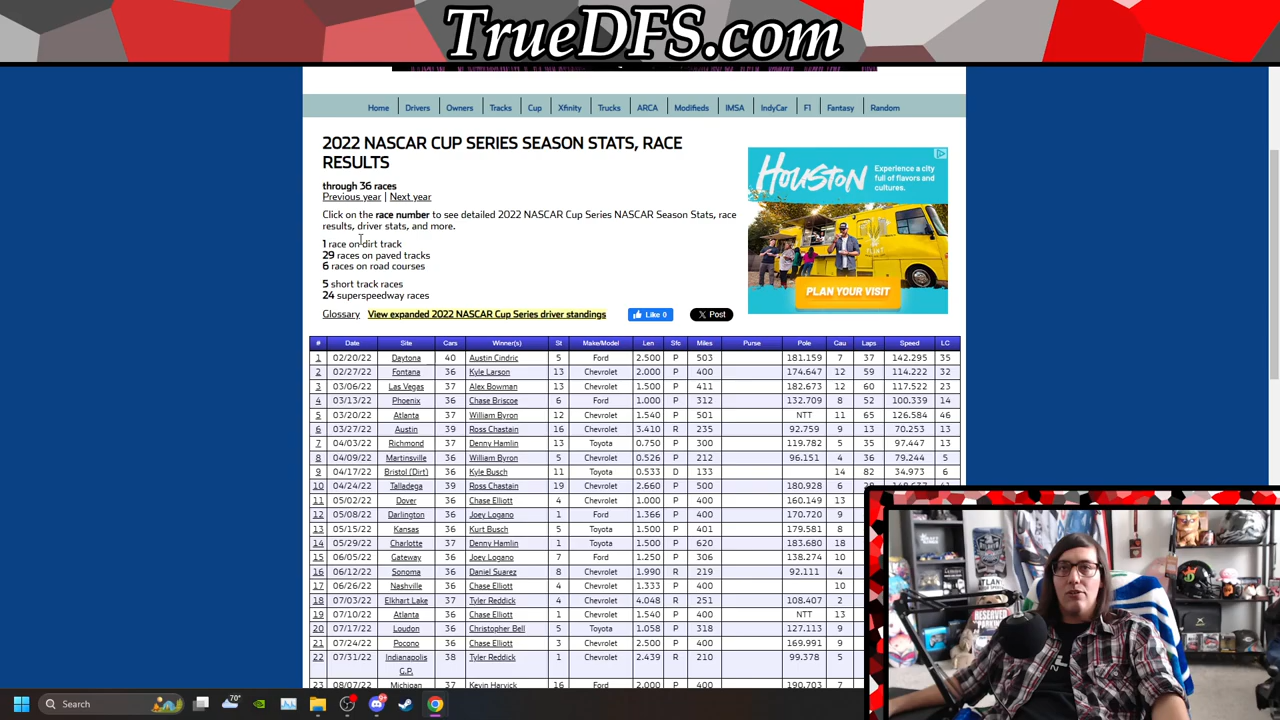 TrueDFS.com
Home Drivers Owners Tracks Cup Xfinity Trucks ARCA Modifieds IMSA IndyCar F1 Fantasy Random
2022 NASCAR CUP SERIES SEASON STATS, RACE
RESULTS
through 36 races
Previous year | Next year
Click on the race number to see detailed 2022 NASCAR Cup Series NASCAR Season Stats, race
results, driver stats, and more.
1 race on dirt track
29 races on paved tracks
6 races on road courses
5 short track races
24 superspeedway races
Glossary View expanded 2022 NASCAR Cup Series driver standings Like 0 X Post
HOUSTON
Experience a city
full of flavors and
cultures.
PLAN YOUR VISIT
# Date Site Cars Winner(s) St Make/Model Len Sfc Miles Purse Pole Cau Laps Speed LC
1 02/20/22 Daytona 40 Austin Cindric 5 Ford 2.500 P 503 181.159 7 37 142.295 35
2 02/27/22 Fontana 36 Kyle Larson 13 Chevrolet 2.000 P 400 174.647 12 59 114.222 32
3 03/06/22 Las Vegas 37 Alex Bowman 13 Chevrolet 1.500 P 411 182.673 12 60 117.522 23
4 03/13/22 Phoenix 36 Chase Briscoe 6 Ford 1.000 P 312 132.709 8 52 100.339 14
5 03/20/22 Atlanta 37 William Byron 12 Chevrolet 1.540 P 501 NTT 11 65 126.584 46
6 03/27/22 Austin 39 Ross Chastain 16 Chevrolet 3.410 R 235 92.759 9 13 70.253 13
7 04/03/22 Richmond 37 Denny Hamlin 13 Toyota 0.750 P 300 119.782 5 35 97.447 13
8 04/09/22 Martinsville 36 William Byron 5 Chevrolet 0.526 P 212 96.151 4 36 79.244 5
9 04/17/22 Bristol (Dirt) 36 Kyle Busch 11 Toyota 0.533 D 133 14 82 34.973 6
10 04/24/22 Talladega 39 Ross Chastain 19 Chevrolet 2.660 P 500 180.928 6
11 05/02/22 Dover 36 Chase Elliott 4 Chevrolet 1.000 P 400 160.149 13
12 05/08/22 Darlington 36 Joey Logano 1 Ford 1.366 P 400 170.720 9
13 05/15/22 Kansas 36 Kurt Busch 5 Toyota 1.500 P 401 179.581 8
14 05/29/22 Charlotte 37 Denny Hamlin 1 Toyota 1.500 P 620 183.680 18
15 06/05/22 Gateway 36 Joey Logano 7 Ford 1.250 P 306 138.274 10
16 06/05/22 Sonoma 36 Daniel Suarez 8 Chevrolet 1.990 R 219 92.111 4
17 06/26/22 Nashville 36 Chase Elliott 4 Chevrolet 1.333 P 400 10
18 07/03/22 Elkhart Lake 37 Tyler Reddick 4 Chevrolet 4.048 R 251 108.407 2
19 07/10/22 Atlanta 36 Chase Elliott 1 Chevrolet 1.540 P 400 NTT 13
20 07/17/22 Loudon 36 Christopher Bell 5 Toyota 1.058 P 318 127.113 9
21 07/24/22 Pocono 36 Chase Elliott 3 Chevrolet 2.500 P 400 169.991 9
22 07/31/22 Indianapolis 38 Tyler Reddick 1 Chevrolet 2.439 R 210 99.378 5
G.P.
23 08/07/22 Michigan 37 Kevin Harvick 16 Ford 2.000 P 400 190.703 7
Search
70°